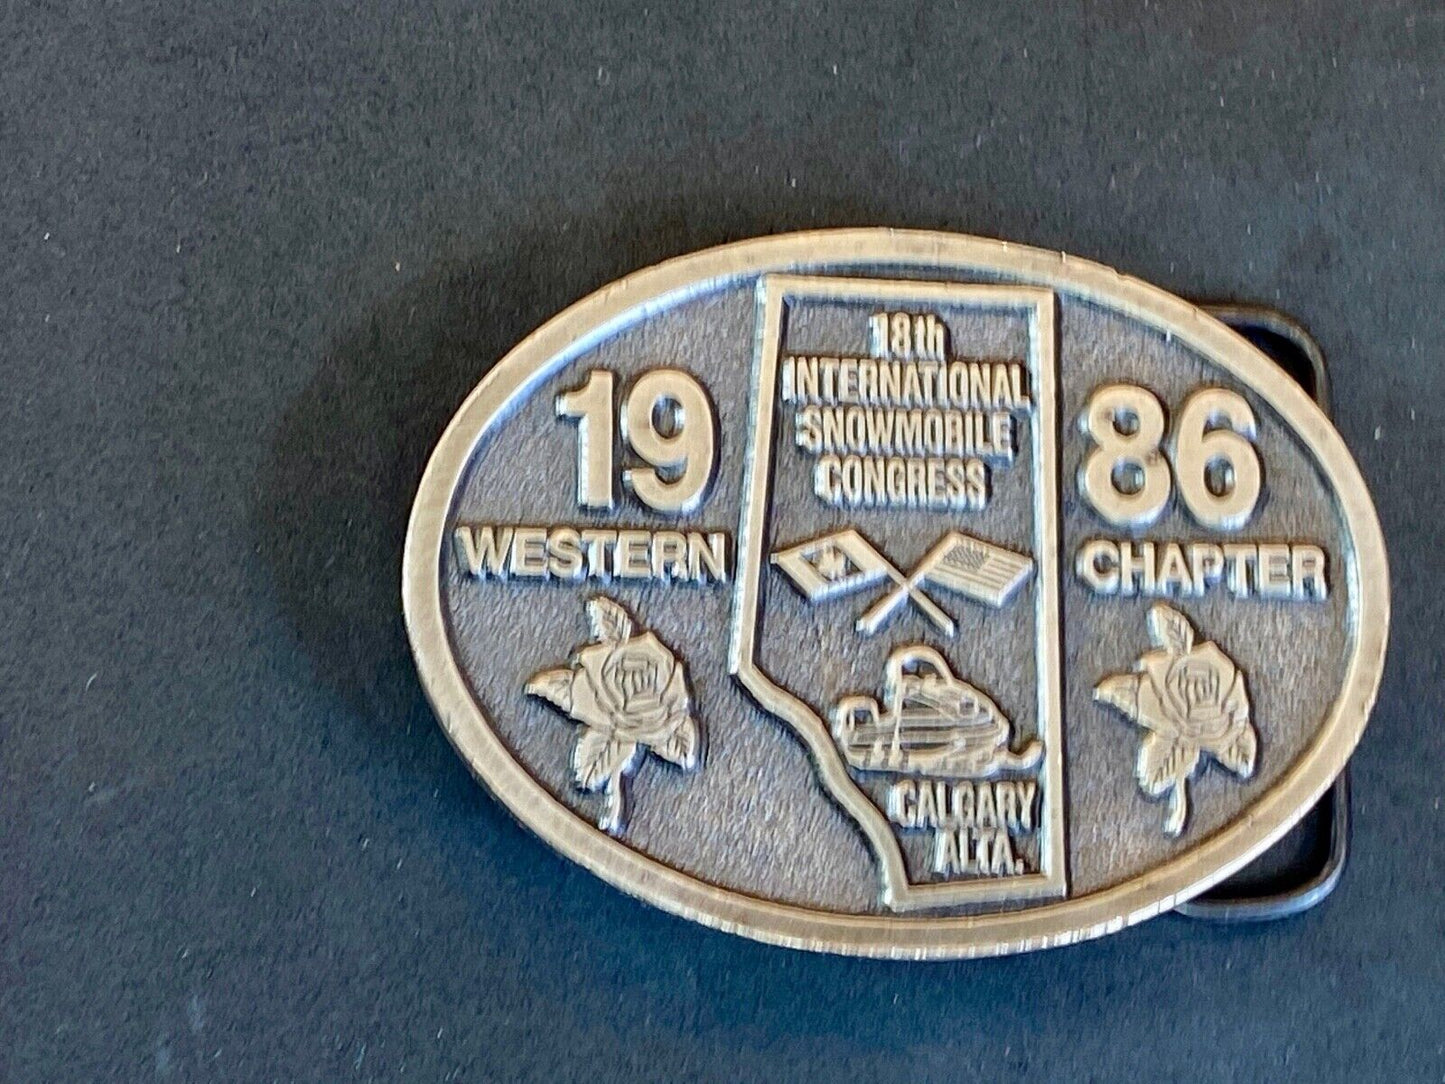 18th
INTERNATIONAL
SNOWMOBILE
CONGRESS
19 86
WESTERN CHAPTER
CALGARY
ALTA.